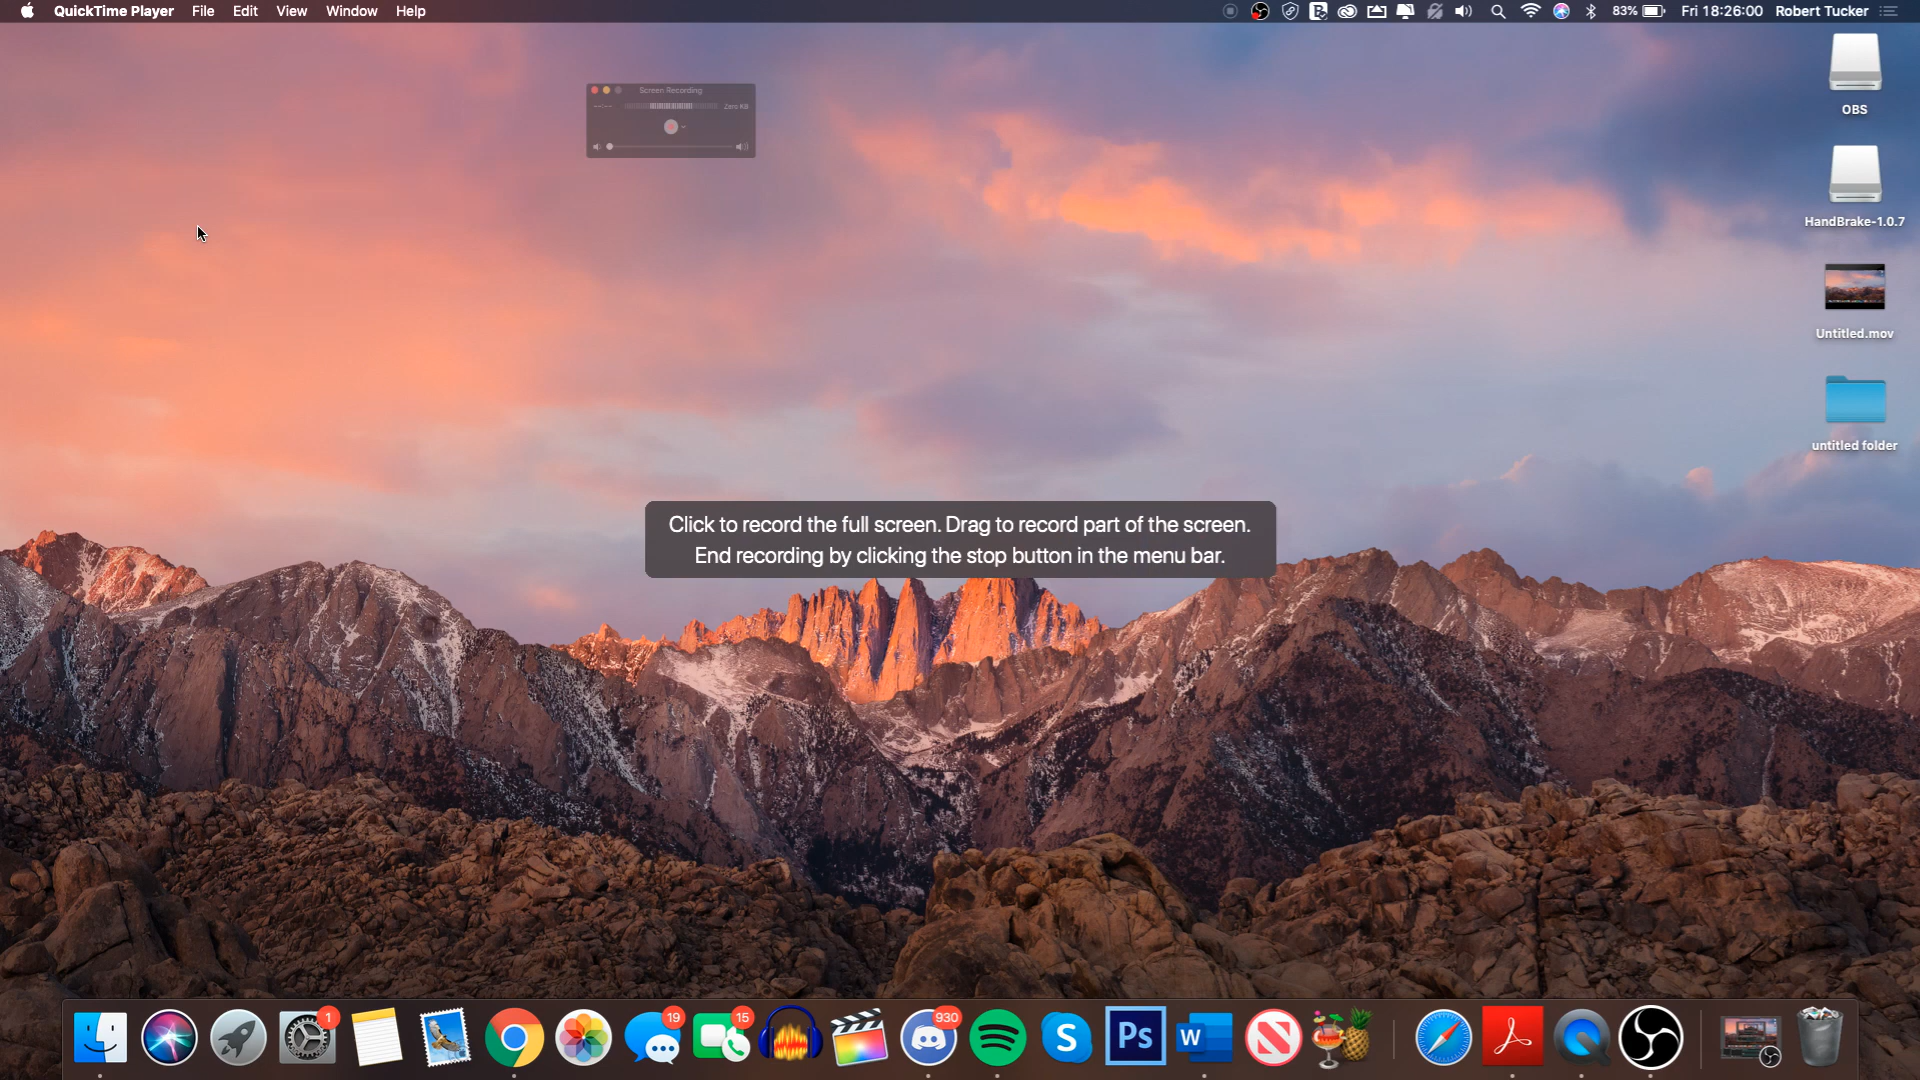 QuickTime Player File Edit View Window Help 83% Fri 18:26:00 Robert Tucker
Screen Recording
Zero KB
OBS
HandBrake-1.0.7
Untitled.mov
untitled folder
Click to record the full screen. Drag to record part of the screen.
End recording by clicking the stop button in the menu bar.
1 19 15 930
S Ps W